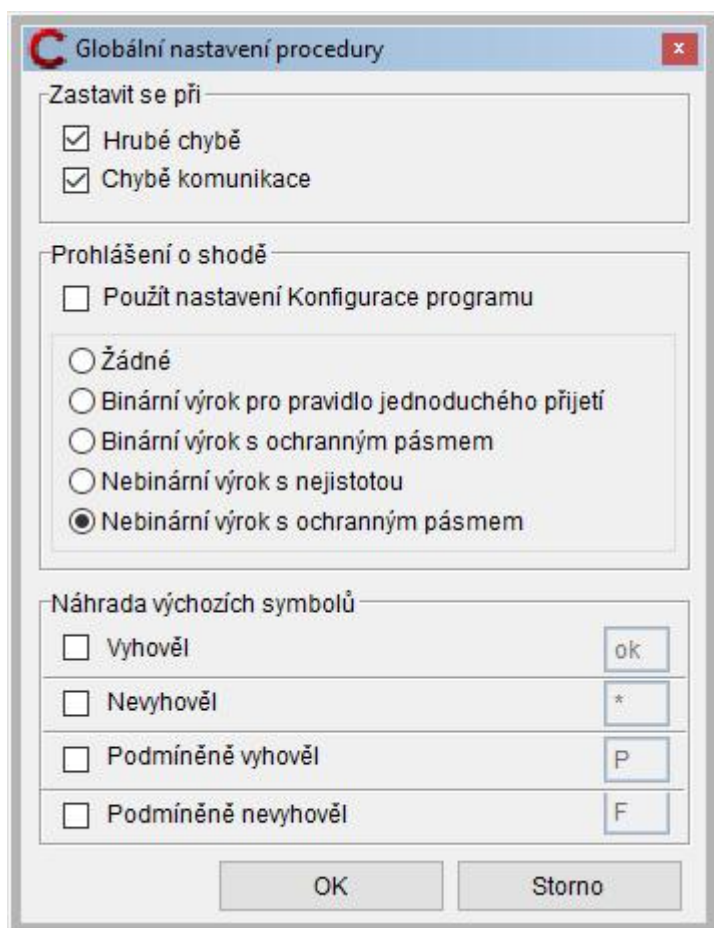 Globální nastavení procedury
x
Zastavit se při
Hrubé chybě
Chybě komunikace
Prohlášení o shodě
Použít nastavení Konfigurace programu
Žádné
Binární výrok pro pravidlo jednoduchého přijetí
Binární výrok s ochranným pásmem
Nebinární výrok s nejistotou
Nebinární výrok s ochranným pásmem
Náhrada výchozích symbolů
Vyhověl ok
Nevyhověl *
Podmíněně vyhověl P
Podmíněně nevyhověl F
OK Storno